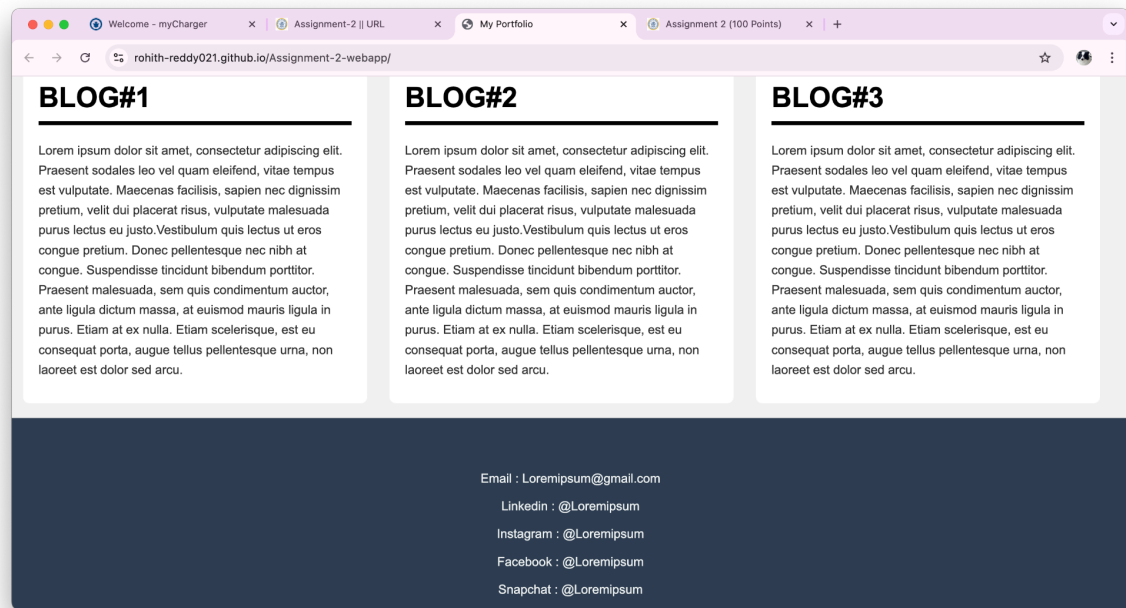 Welcome - myCharger
Assignment-2 || URL
My Portfolio
Assignment 2 (100 Points)
rohith-reddy021.github.io/Assignment-2-webapp/
BLOG#1
Lorem ipsum dolor sit amet, consectetur adipiscing elit.
Praesent sodales leo vel quam eleifend, vitae tempus
est vulputate. Maecenas facilisis, sapien nec dignissim
pretium, velit dui placerat risus, vulputate malesuada
purus lectus eu justo.Vestibulum quis lectus ut eros
congue pretium. Donec pellentesque nec nibh at
congue. Suspendisse tincidunt bibendum porttitor.
Praesent malesuada, sem quis condimentum auctor,
ante ligula dictum massa, at euismod mauris ligula in
purus. Etiam at ex nulla. Etiam scelerisque, est eu
consequat porta, augue tellus pellentesque urna, non
laoreet est dolor sed arcu.
BLOG#2
Lorem ipsum dolor sit amet, consectetur adipiscing elit.
Praesent sodales leo vel quam eleifend, vitae tempus
est vulputate. Maecenas facilisis, sapien nec dignissim
pretium, velit dui placerat risus, vulputate malesuada
purus lectus eu justo.Vestibulum quis lectus ut eros
congue pretium. Donec pellentesque nec nibh at
congue. Suspendisse tincidunt bibendum porttitor.
Praesent malesuada, sem quis condimentum auctor,
ante ligula dictum massa, at euismod mauris ligula in
purus. Etiam at ex nulla. Etiam scelerisque, est eu
consequat porta, augue tellus pellentesque urna, non
laoreet est dolor sed arcu.
BLOG#3
Lorem ipsum dolor sit amet, consectetur adipiscing elit.
Praesent sodales leo vel quam eleifend, vitae tempus
est vulputate. Maecenas facilisis, sapien nec dignissim
pretium, velit dui placerat risus, vulputate malesuada
purus lectus eu justo.Vestibulum quis lectus ut eros
congue pretium. Donec pellentesque nec nibh at
congue. Suspendisse tincidunt bibendum porttitor.
Praesent malesuada, sem quis condimentum auctor,
ante ligula dictum massa, at euismod mauris ligula in
purus. Etiam at ex nulla. Etiam scelerisque, est eu
consequat porta, augue tellus pellentesque urna, non
laoreet est dolor sed arcu.
Email : Loremipsum@gmail.com
Linkedin : @Loremipsum
Instagram : @Loremipsum
Facebook : @Loremipsum
Snapchat : @Loremipsum